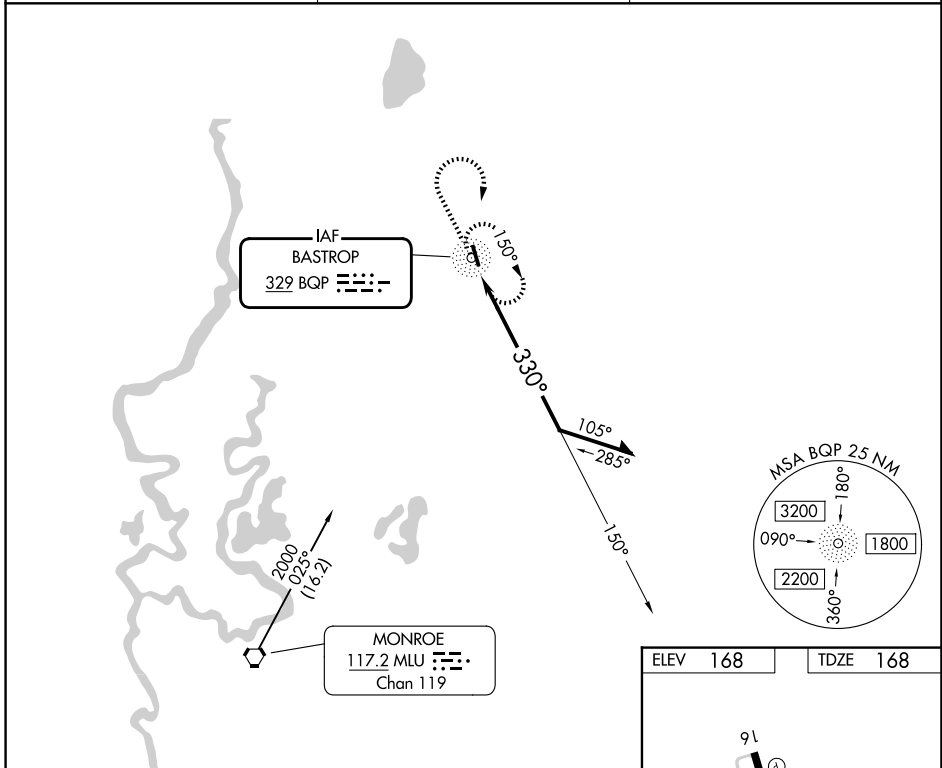 IAF
BASTROP
329 BQP
150°
330°
105°
285°
150°
MSA BQP 25 NM
180°
3200
090°
1800
2200
360°
2000
025°
(16.2)
MONROE
117.2 MLU
Chan 119
ELEV 168
TDZE 168
16